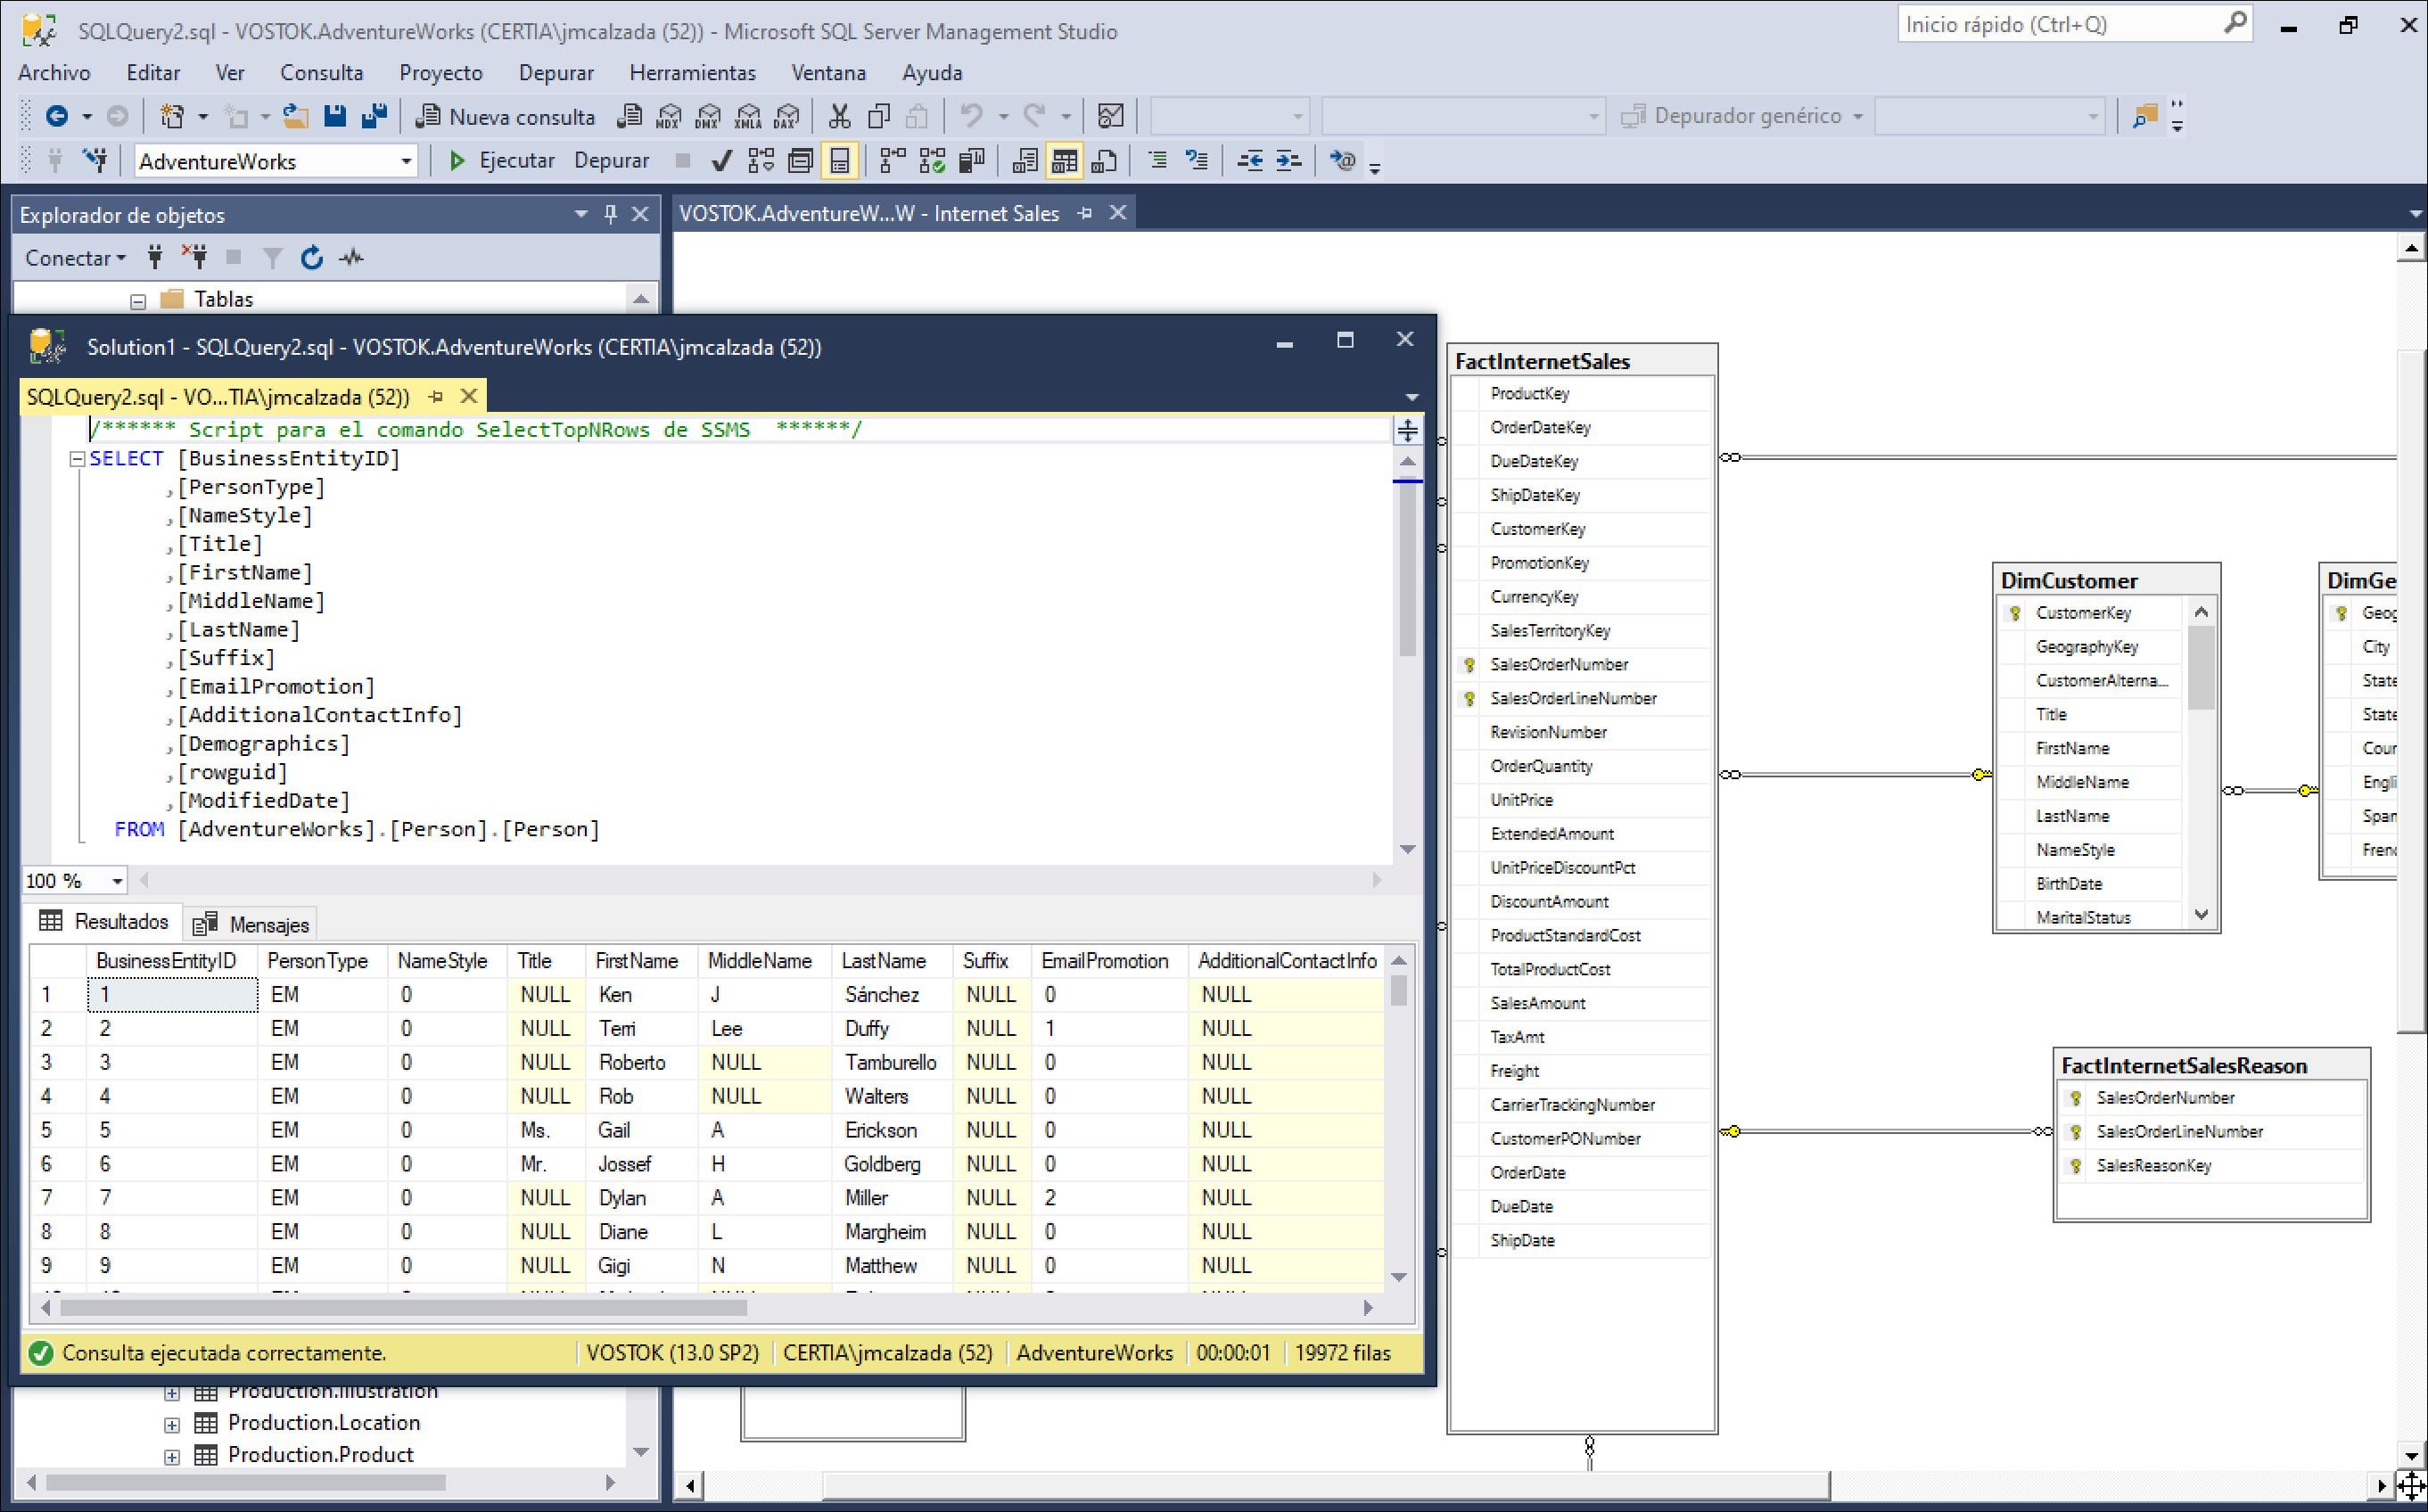 SQLQuery2.sql - VOSTOK.AdventureWorks (CERTIA\jmcalzada (52)) - Microsoft SQL Server Management Studio
Inicio rápido (Ctrl+Q)
Archivo Editar Ver Consulta Proyecto Depurar Herramientas Ventana Ayuda
Nueva consulta MDX DMX XMLA DAX Depurador genérico
AdventureWorks Ejecutar Depurar
Explorador de objetos
Conectar
Tablas
VOSTOK.AdventureW...W - Internet Sales
Solution1 - SQLQuery2.sql - VOSTOK.AdventureWorks (CERTIA\jmcalzada (52))
SQLQuery2.sql - VO...TIA\jmcalzada (52))
/****** Script para el comando SelectTopNRows de SSMS  ******/
SELECT [BusinessEntityID]
,[PersonType]
,[NameStyle]
,[Title]
,[FirstName]
,[MiddleName]
,[LastName]
,[Suffix]
,[EmailPromotion]
,[AdditionalContactInfo]
,[Demographics]
,[rowguid]
,[ModifiedDate]
FROM [AdventureWorks].[Person].[Person]
100 %
Resultados Mensajes
BusinessEntityID PersonType NameStyle Title FirstName MiddleName LastName Suffix EmailPromotion AdditionalContactInfo
1 1 EM 0 NULL Ken J Sánchez NULL 0 NULL
2 2 EM 0 NULL Terri Lee Duffy NULL 1 NULL
3 3 EM 0 NULL Roberto NULL Tamburello NULL 0 NULL
4 4 EM 0 NULL Rob NULL Walters NULL 0 NULL
5 5 EM 0 Ms. Gail A Erickson NULL 0 NULL
6 6 EM 0 Mr. Jossef H Goldberg NULL 0 NULL
7 7 EM 0 NULL Dylan A Miller NULL 2 NULL
8 8 EM 0 NULL Diane L Margheim NULL 0 NULL
9 9 EM 0 NULL Gigi N Matthew NULL 0 NULL
Consulta ejecutada correctamente. VOSTOK (13.0 SP2) CERTIA\jmcalzada (52) AdventureWorks 00:00:01 19972 filas
Production.Illustration
Production.Location
Production.Product
FactInternetSales
ProductKey
OrderDateKey
DueDateKey
ShipDateKey
CustomerKey
PromotionKey
CurrencyKey
SalesTerritoryKey
SalesOrderNumber
SalesOrderLineNumber
RevisionNumber
OrderQuantity
UnitPrice
ExtendedAmount
UnitPriceDiscountPct
DiscountAmount
ProductStandardCost
TotalProductCost
SalesAmount
TaxAmt
Freight
CarrierTrackingNumber
CustomerPONumber
OrderDate
DueDate
ShipDate
DimCustomer
CustomerKey
GeographyKey
CustomerAlterna...
Title
FirstName
MiddleName
LastName
NameStyle
BirthDate
MaritalStatus
DimGe
Geog
City
State
State
Coun
Engli
Span
Frenc
FactInternetSalesReason
SalesOrderNumber
SalesOrderLineNumber
SalesReasonKey